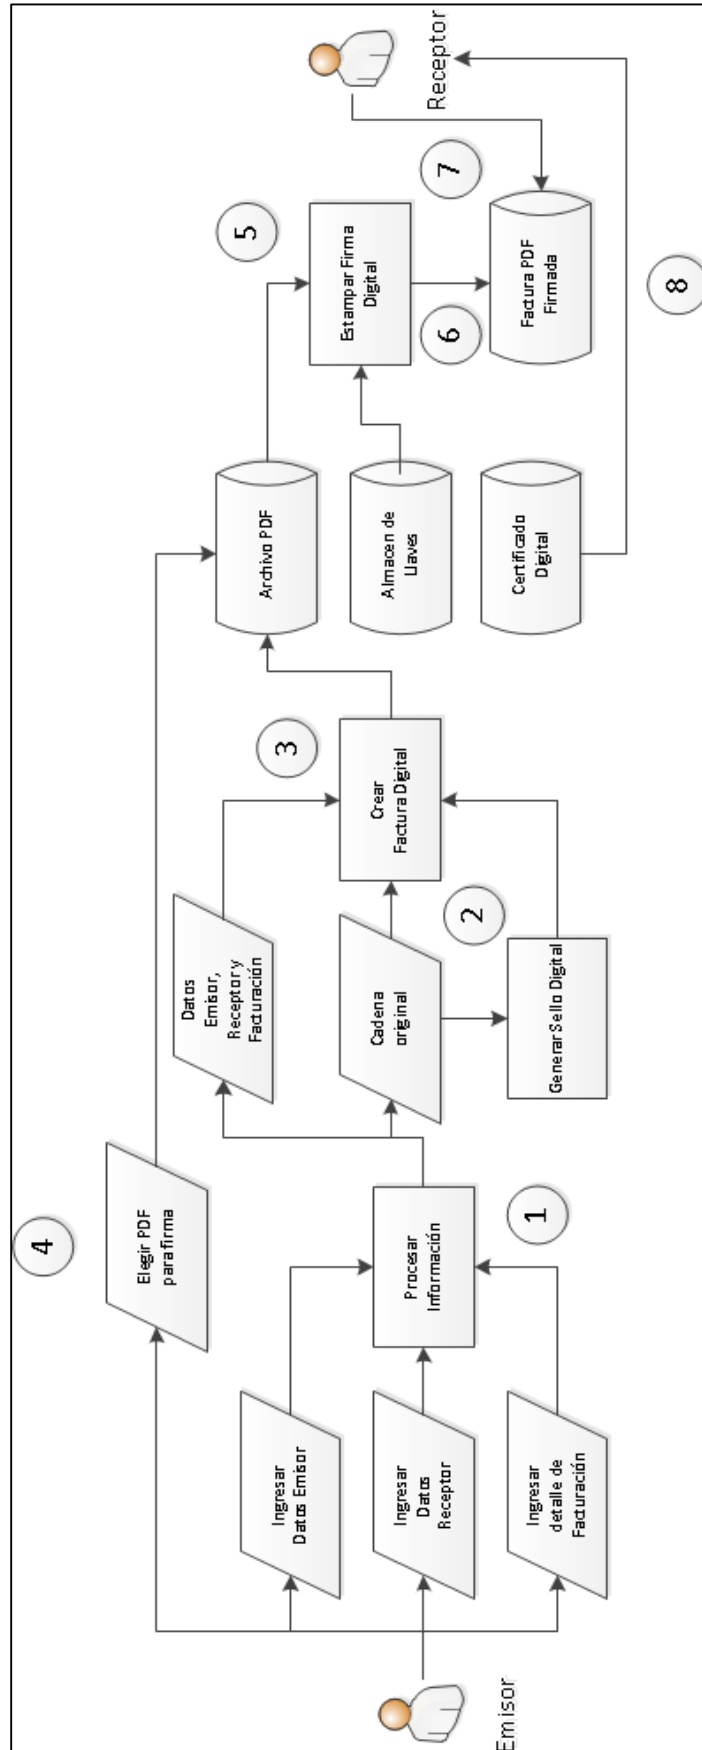 Emisor
Ingresar
Datos Emisor
Ingresar
Datos
Receptor
Ingresar
detalle de
Facturación
4
Elegir PDF
para firma
Procesar
Información
1
Datos
Emisor,
Receptor y
Facturación
Cadena
original
2
Generar Sello Digital
3
Crear
Factura Digital
Archivo PDF
Almacen de
Llaves
Certificado
Digital
5
Estampar Firma
Digital
6
7
Factura PDF
Firmada
8
Receptor